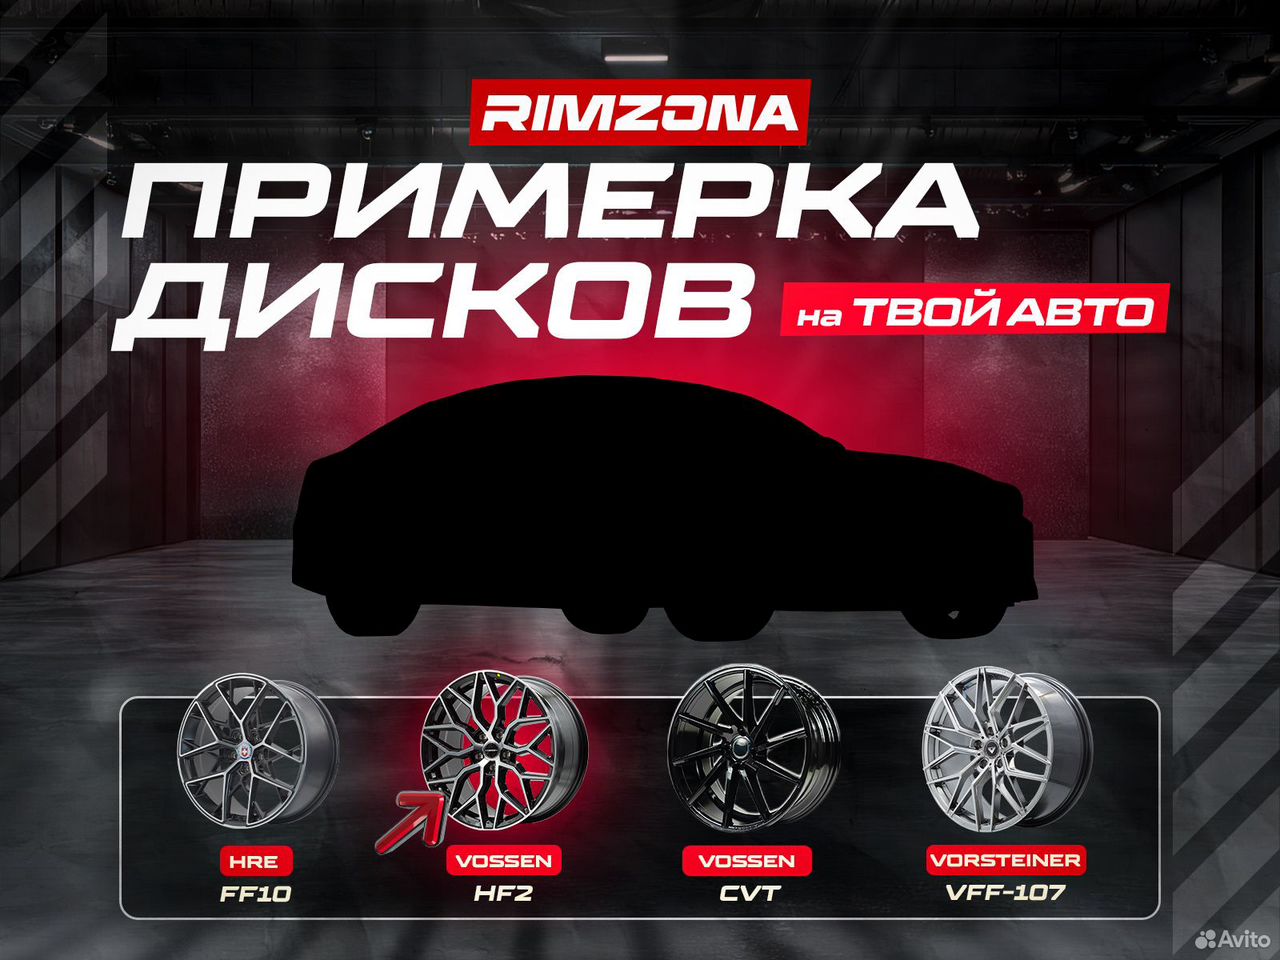 RIMZONA
ПРИМЕРКА
ДИСКОВ
на ТВОЙ АВТО
HRE
FF10
VOSSEN
HF2
VOSSEN
CVT
VORSTEINER
VFF-107
Avito